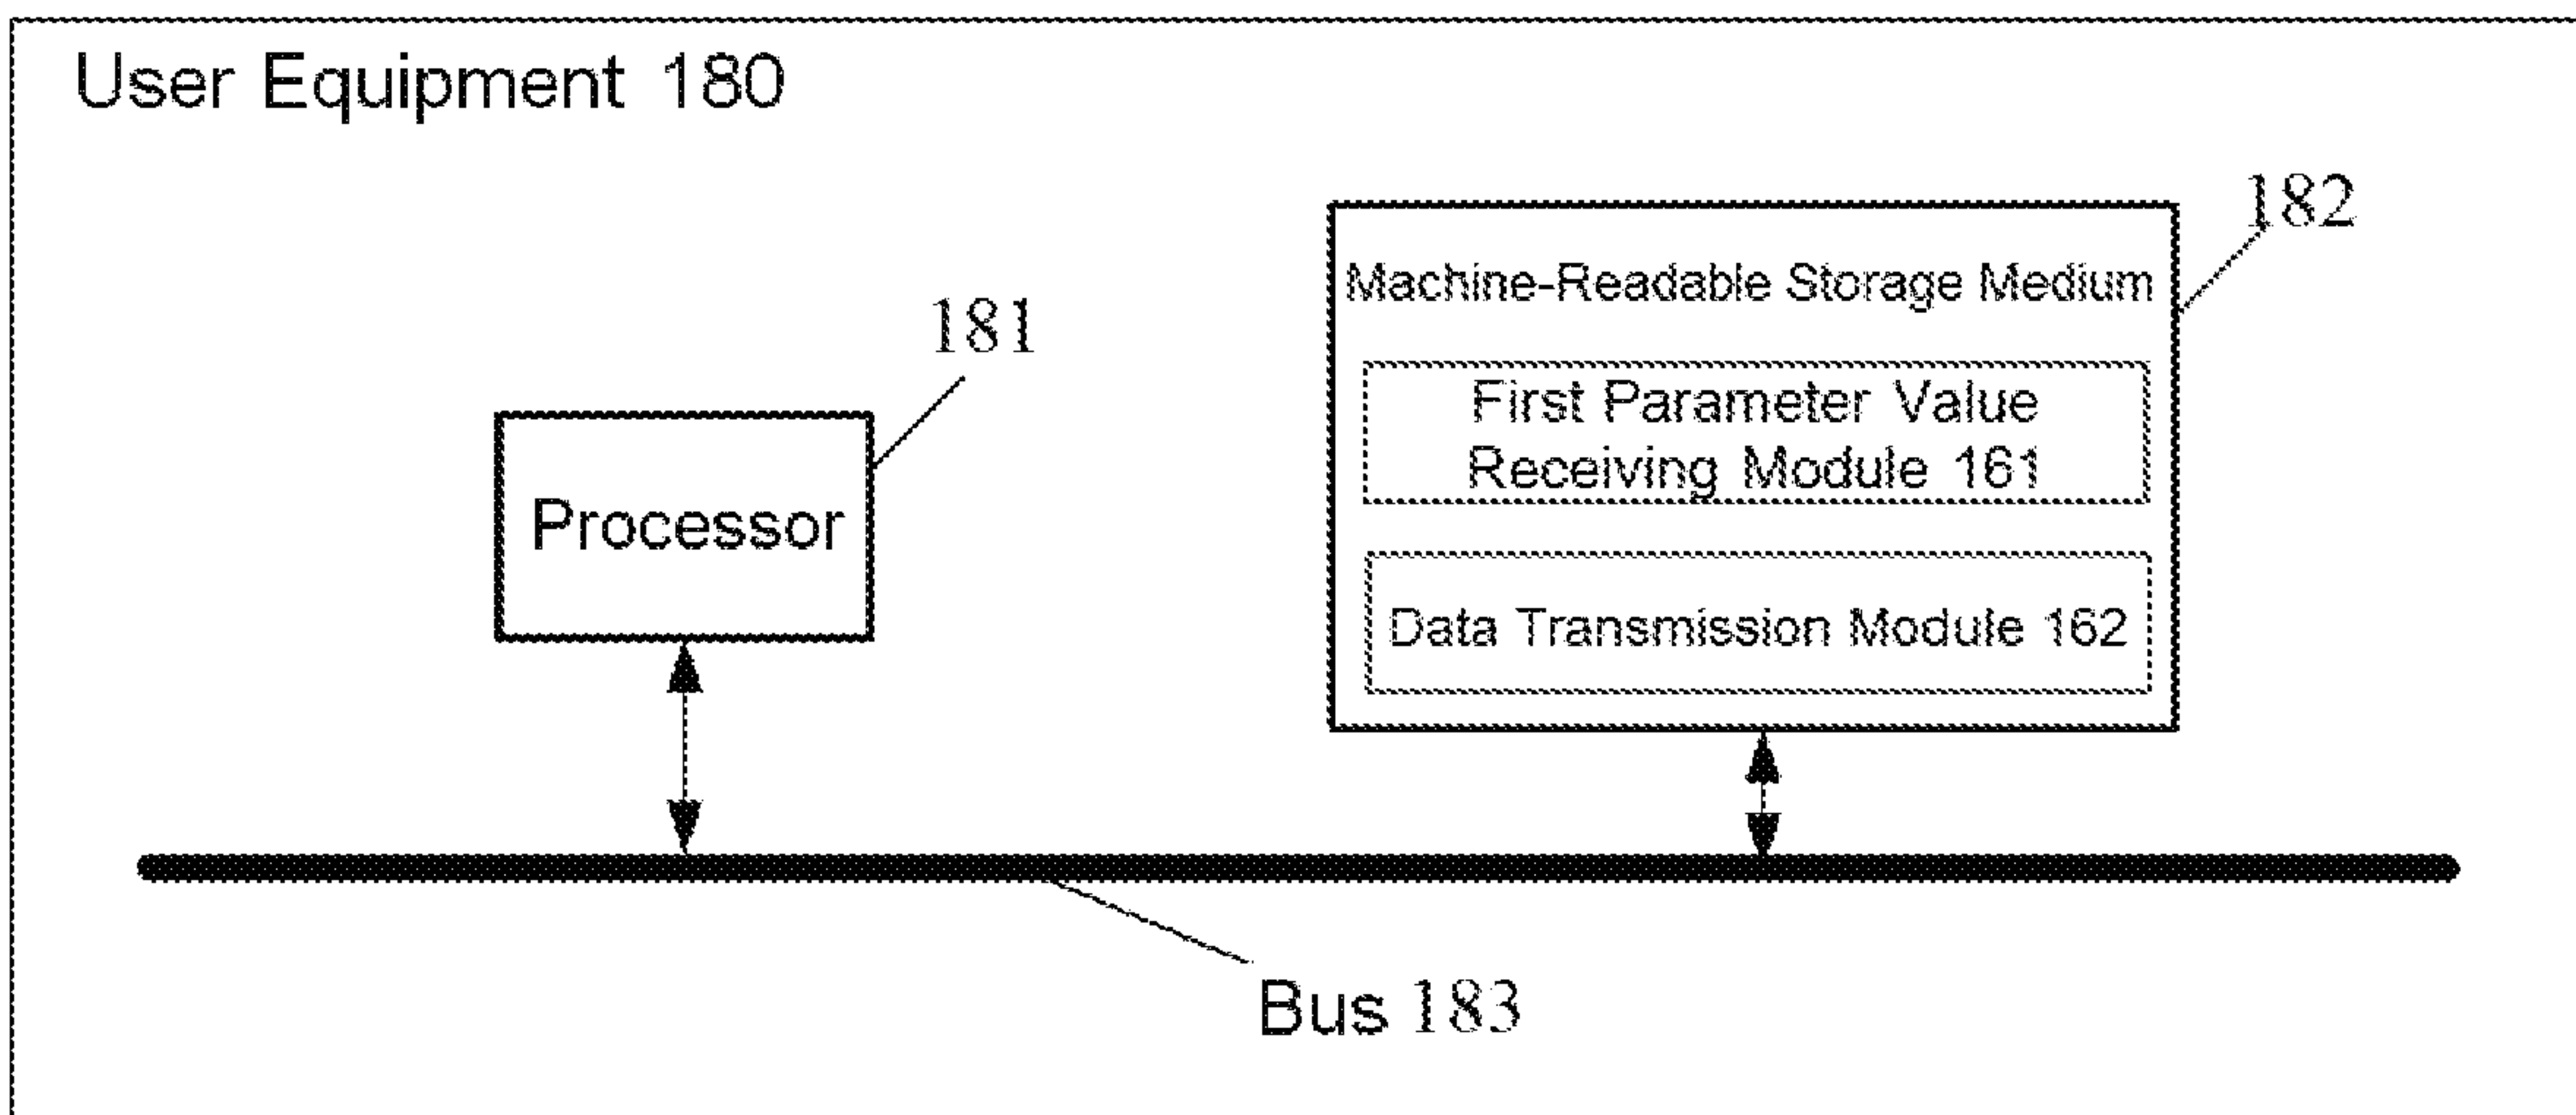 User Equipment 180
182
Machine-Readable Storage Medium
181
First Parameter Value
Receiving Module 161
Processor
Data Transmission Module 162
Bus 183